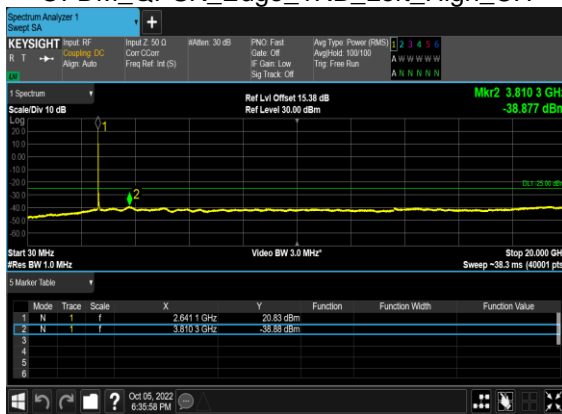 Spectrum Analyzer 1
Swept SA
+
KEYSIGHT Input: RF Input Z: 50 Ω #Atten: 30 dB PNO: Fast Avg Type: Power (RMS) 1 2 3 4 5 6
R T Coupling: DC Corr CCorr Gate: Off Avg|Hold: 100/100 A W W W W W
Align: Auto Freq Ref: Int (S) IF Gain: Low Trig: Free Run A N N N N N
LU Sig Track: Off
1 Spectrum Ref Lvl Offset 15.38 dB Mkr2 3.810 3 GHz
Scale/Div 10 dB Ref Level 30.00 dBm -38.877 dBm
Log
20.0
10.0
0.00
-10.0
-20.0
-30.0
-40.0
-50.0
-60.0
1
2
Start 30 MHz Video BW 3.0 MHz* Stop 20.000 GH
#Res BW 1.0 MHz Sweep ~38.3 ms (40001 pts
5 Marker Table
Mode Trace Scale X Y Function Function Width Function Value
1 N 1 f 2.641 1 GHz 20.83 dBm
2 N 1 f 3.810 3 GHz -38.88 dBm
3
4
5
6
? Oct 05, 2022
6:35:58 PM